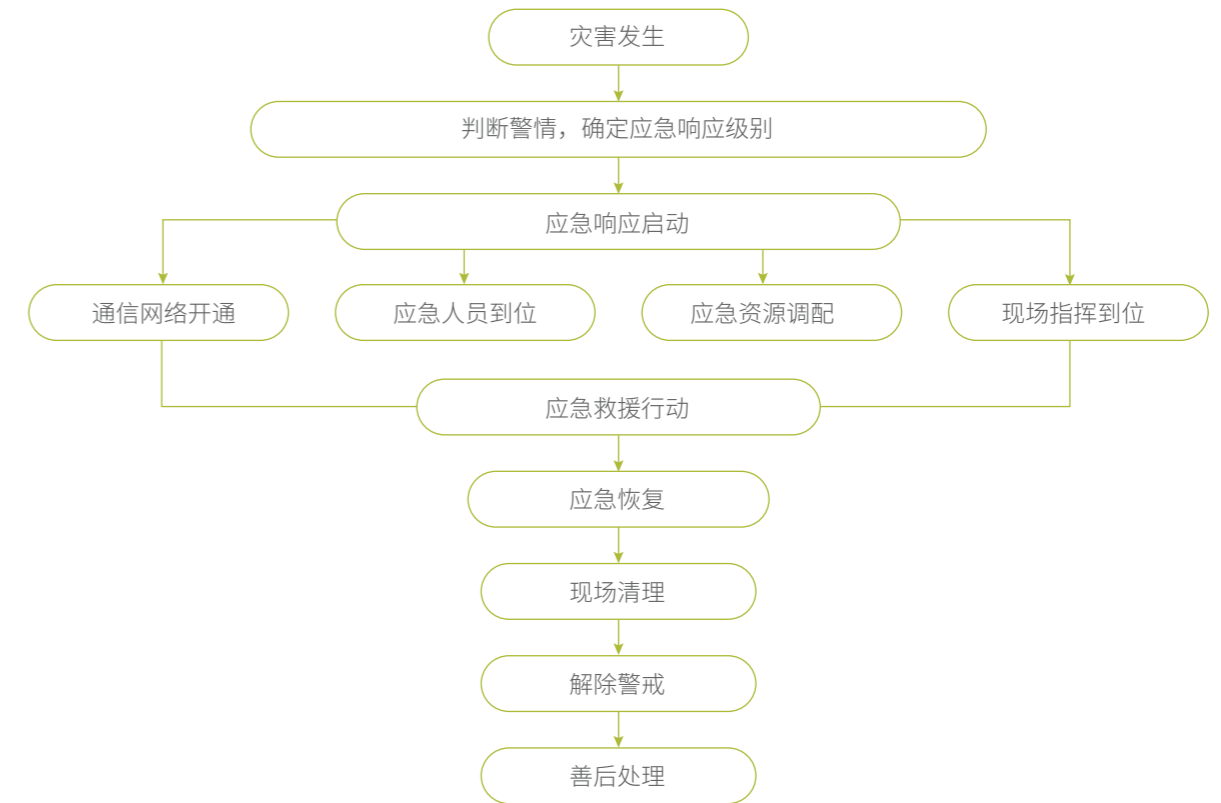 灾害发生
判断警情，确定应急响应级别
应急响应启动
通信网络开通
应急人员到位
应急资源调配
现场指挥到位
应急救援行动
应急恢复
现场清理
解除警戒
善后处理